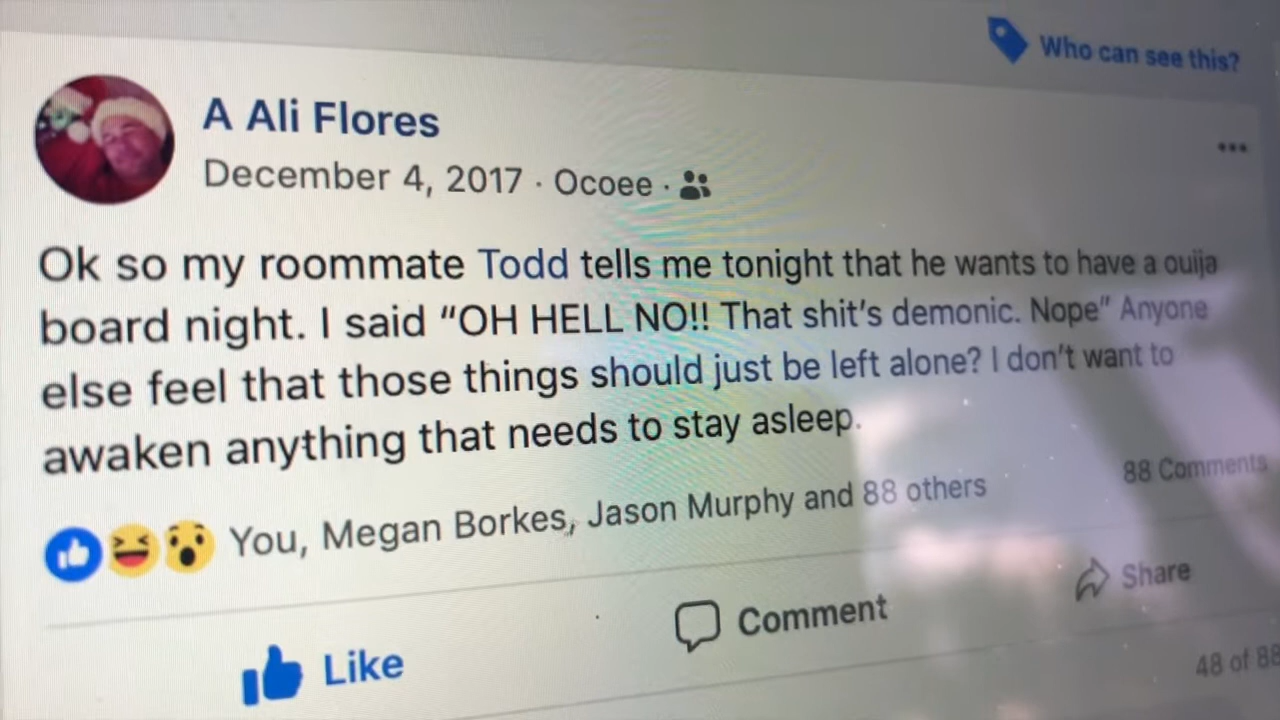 Who can see this?
A Ali Flores
December 4, 2017 · Ocoee ·
Ok so my roommate Todd tells me tonight that he wants to have a ouija
board night. I said “OH HELL NO!! That shit’s demonic. Nope” Anyone
else feel that those things should just be left alone? I don’t want to
awaken anything that needs to stay asleep.
You, Megan Borkes, Jason Murphy and 88 others
88 Comments
Like
Comment
Share
48 of 88